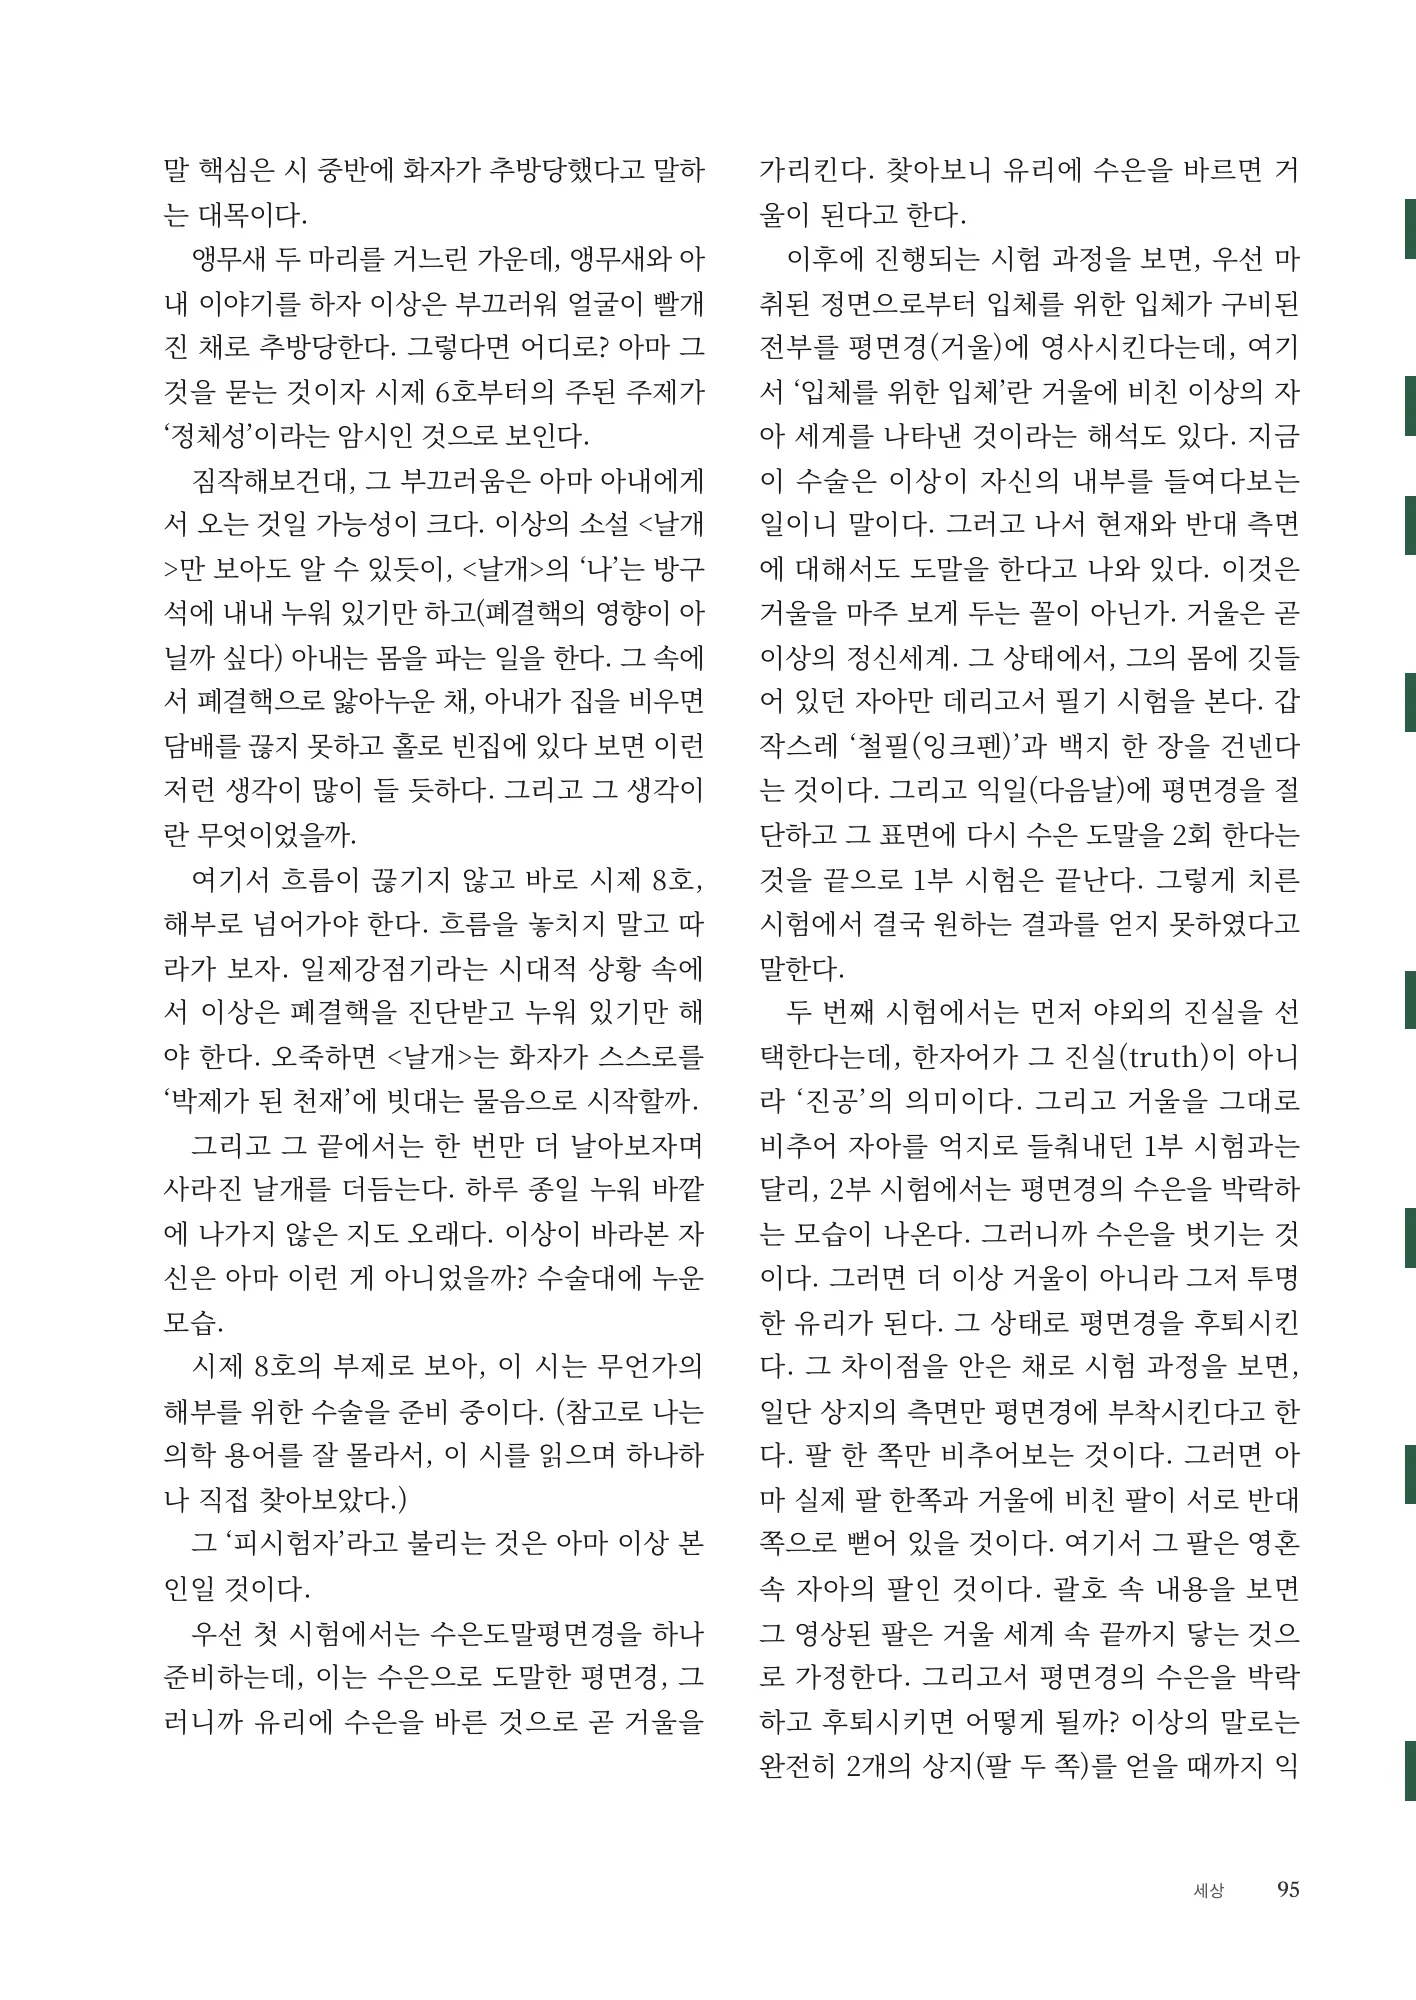 말 핵심은 시 중반에 화자가 추방당했다고 말하
는 대목이다.
앵무새 두 마리를 거느린 가운데, 앵무새와 아
내 이야기를 하자 이상은 부끄러워 얼굴이 빨개
진 채로 추방당한다. 그렇다면 어디로? 아마 그
것을 묻는 것이자 시제 6호부터의 주된 주제가
‘정체성’이라는 암시인 것으로 보인다.
짐작해보건대, 그 부끄러움은 아마 아내에게
서 오는 것일 가능성이 크다. 이상의 소설 <날개
>만 보아도 알 수 있듯이, <날개>의 ‘나’는 방구
석에 내내 누워 있기만 하고(폐결핵의 영향이 아
닐까 싶다) 아내는 몸을 파는 일을 한다. 그 속에
서 폐결핵으로 앓아누운 채, 아내가 집을 비우면
담배를 끊지 못하고 홀로 빈집에 있다 보면 이런
저런 생각이 많이 들 듯하다. 그리고 그 생각이
란 무엇이었을까.
여기서 흐름이 끊기지 않고 바로 시제 8호,
해부로 넘어가야 한다. 흐름을 놓치지 말고 따
라가 보자. 일제강점기라는 시대적 상황 속에
서 이상은 폐결핵을 진단받고 누워 있기만 해
야 한다. 오죽하면 <날개>는 화자가 스스로를
‘박제가 된 천재’에 빗대는 물음으로 시작할까.
그리고 그 끝에서는 한 번만 더 날아보자며
사라진 날개를 더듬는다. 하루 종일 누워 바깥
에 나가지 않은 지도 오래다. 이상이 바라본 자
신은 아마 이런 게 아니었을까? 수술대에 누운
모습.
시제 8호의 부제로 보아, 이 시는 무언가의
해부를 위한 수술을 준비 중이다. (참고로 나는
의학 용어를 잘 몰라서, 이 시를 읽으며 하나하
나 직접 찾아보았다.)
그 ‘피시험자’라고 불리는 것은 아마 이상 본
인일 것이다.
우선 첫 시험에서는 수은도말평면경을 하나
준비하는데, 이는 수은으로 도말한 평면경, 그
러니까 유리에 수은을 바른 것으로 곧 거울을
가리킨다. 찾아보니 유리에 수은을 바르면 거
울이 된다고 한다.
이후에 진행되는 시험 과정을 보면, 우선 마
취된 정면으로부터 입체를 위한 입체가 구비된
전부를 평면경(거울)에 영사시킨다는데, 여기
서 ‘입체를 위한 입체’란 거울에 비친 이상의 자
아 세계를 나타낸 것이라는 해석도 있다. 지금
이 수술은 이상이 자신의 내부를 들여다보는
일이니 말이다. 그러고 나서 현재와 반대 측면
에 대해서도 도말을 한다고 나와 있다. 이것은
거울을 마주 보게 두는 꼴이 아닌가. 거울은 곧
이상의 정신세계. 그 상태에서, 그의 몸에 깃들
어 있던 자아만 데리고서 필기 시험을 본다. 갑
작스레 ‘철필(잉크펜)’과 백지 한 장을 건넨다
는 것이다. 그리고 익일(다음날)에 평면경을 절
단하고 그 표면에 다시 수은 도말을 2회 한다는
것을 끝으로 1부 시험은 끝난다. 그렇게 치른
시험에서 결국 원하는 결과를 얻지 못하였다고
말한다.
두 번째 시험에서는 먼저 야외의 진실을 선
택한다는데, 한자어가 그 진실(truth)이 아니
라 ‘진공’의 의미이다. 그리고 거울을 그대로
비추어 자아를 억지로 들춰내던 1부 시험과는
달리, 2부 시험에서는 평면경의 수은을 박락하
는 모습이 나온다. 그러니까 수은을 벗기는 것
이다. 그러면 더 이상 거울이 아니라 그저 투명
한 유리가 된다. 그 상태로 평면경을 후퇴시킨
다. 그 차이점을 안은 채로 시험 과정을 보면,
일단 상지의 측면만 평면경에 부착시킨다고 한
다. 팔 한 쪽만 비추어보는 것이다. 그러면 아
마 실제 팔 한쪽과 거울에 비친 팔이 서로 반대
쪽으로 뻗어 있을 것이다. 여기서 그 팔은 영혼
속 자아의 팔인 것이다. 괄호 속 내용을 보면
그 영상된 팔은 거울 세계 속 끝까지 닿는 것으
로 가정한다. 그리고서 평면경의 수은을 박락
하고 후퇴시키면 어떻게 될까? 이상의 말로는
완전히 2개의 상지(팔 두 쪽)를 얻을 때까지 익
세상 95